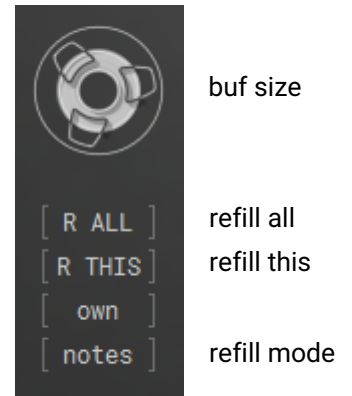 buf size
[ R ALL ] refill all
[ R THIS ] refill this
[ own ]
[ notes ] refill mode